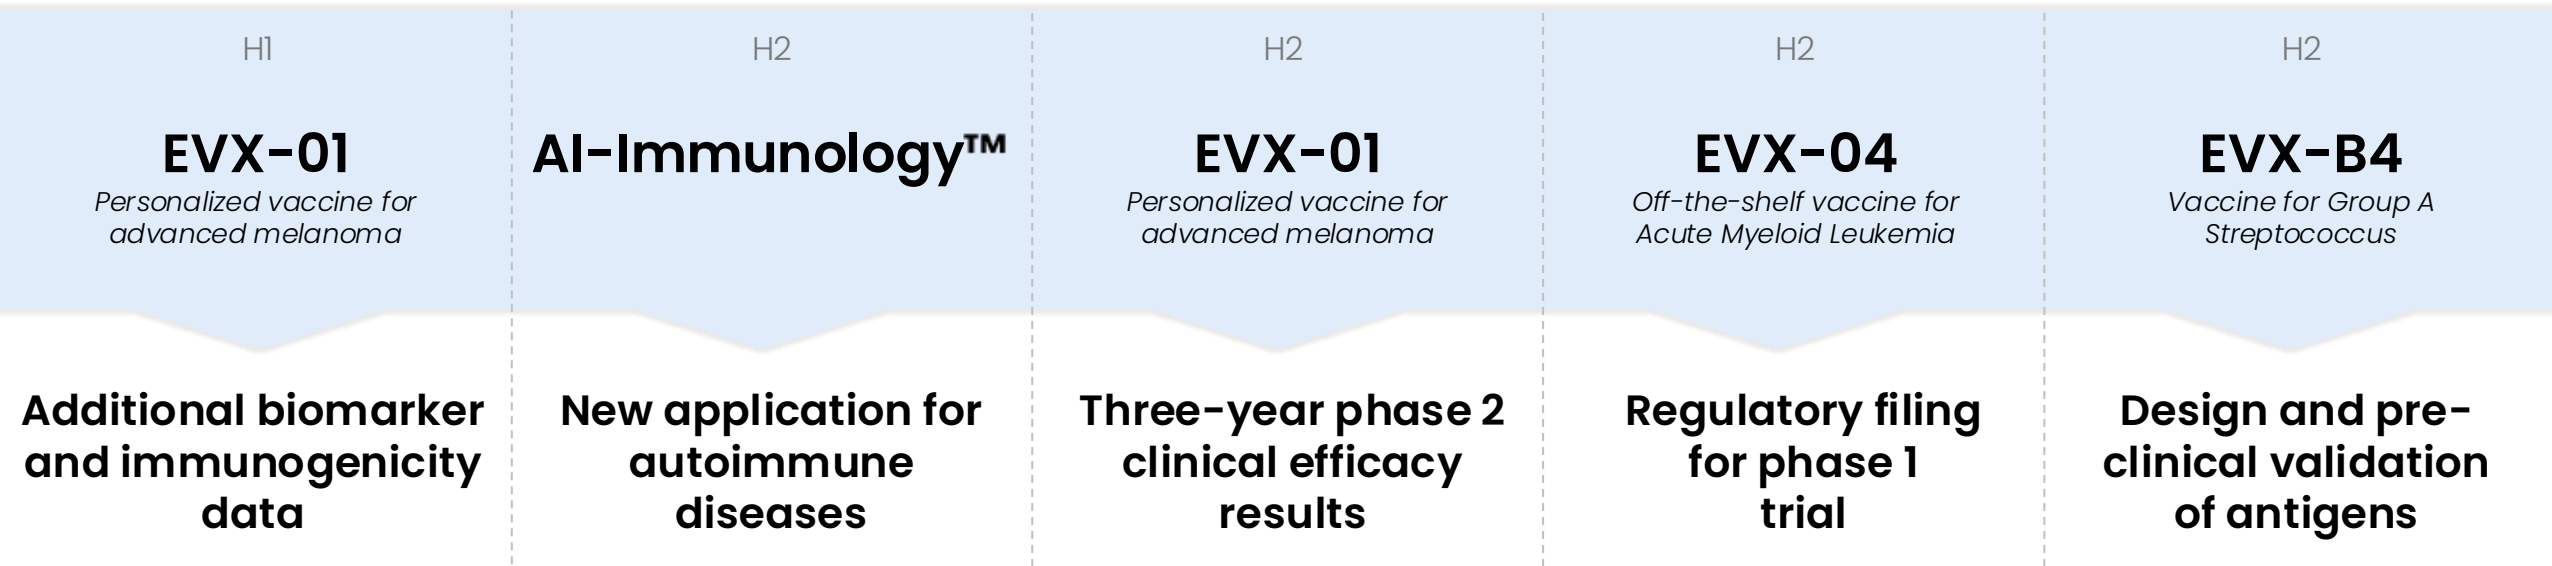 H1
EVX-01
Personalized vaccine for
advanced melanoma
Additional biomarker
and immunogenicity
data
H2
AI-Immunology™
New application for
autoimmune
diseases
H2
EVX-01
Personalized vaccine for
advanced melanoma
Three-year phase 2
clinical efficacy
results
H2
EVX-04
Off-the-shelf vaccine for
Acute Myeloid Leukemia
Regulatory filing
for phase 1
trial
H2
EVX-B4
Vaccine for Group A
Streptococcus
Design and pre-
clinical validation
of antigens